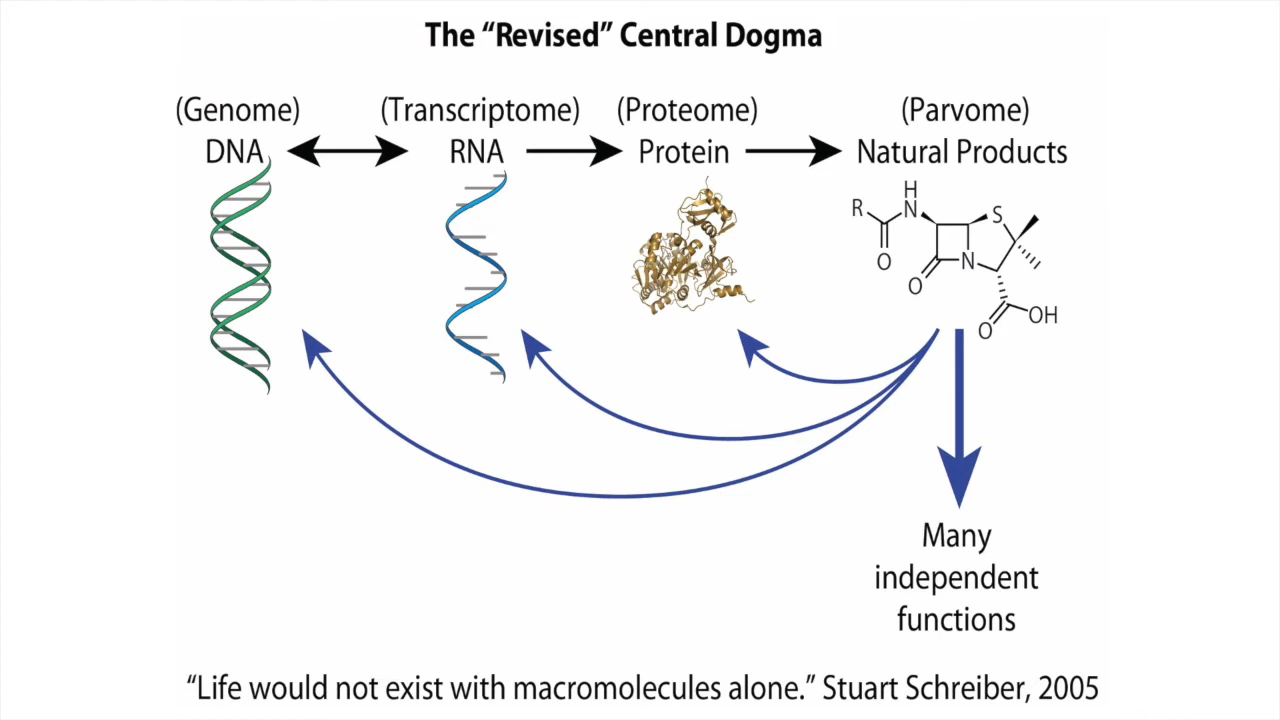 The “Revised” Central Dogma
(Genome) (Transcriptome) (Proteome) (Parvome)
DNA RNA Protein Natural Products
H
R N S
O N
O
O OH
Many
independent
functions
“Life would not exist with macromolecules alone.” Stuart Schreiber, 2005